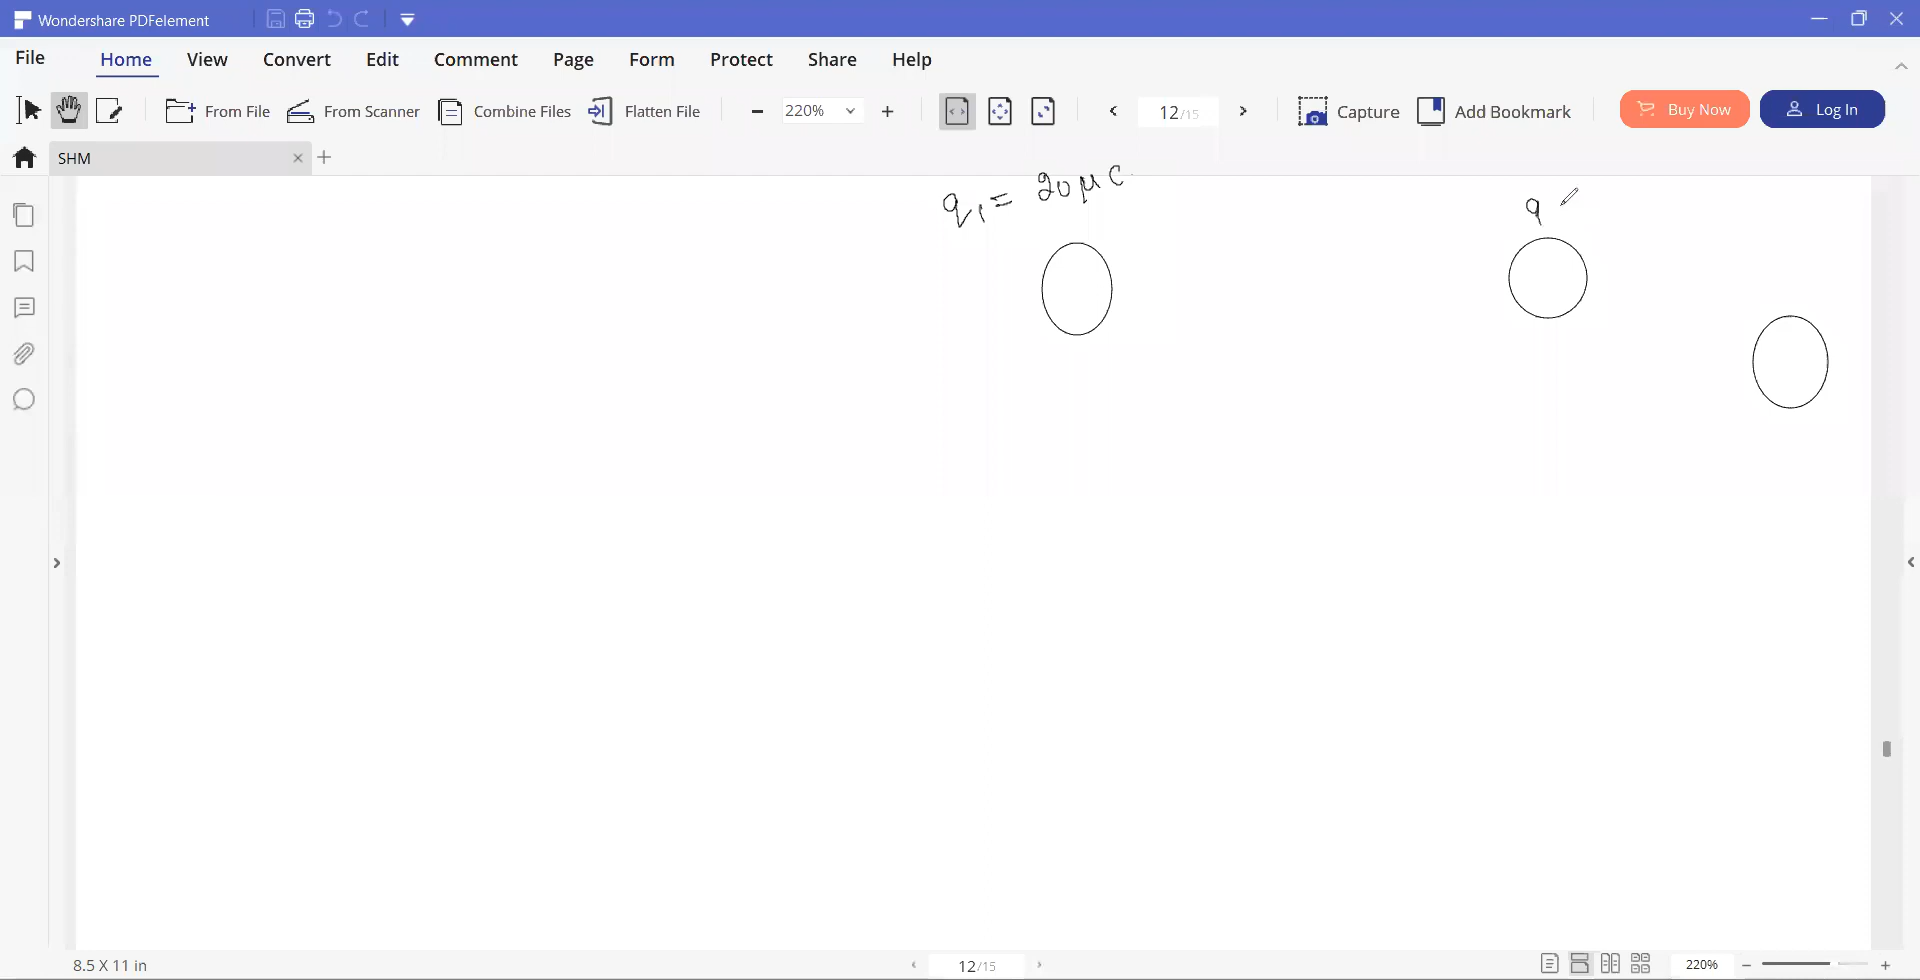 Wondershare PDFelement
File Home View Convert Edit Comment Page Form Protect Share Help
From File From Scanner Combine Files Flatten File 220% 12/15 Capture Add Bookmark Buy Now Log In
SHM
q₁ = 20 μC
q
8.5 X 11 in 12/15 220%